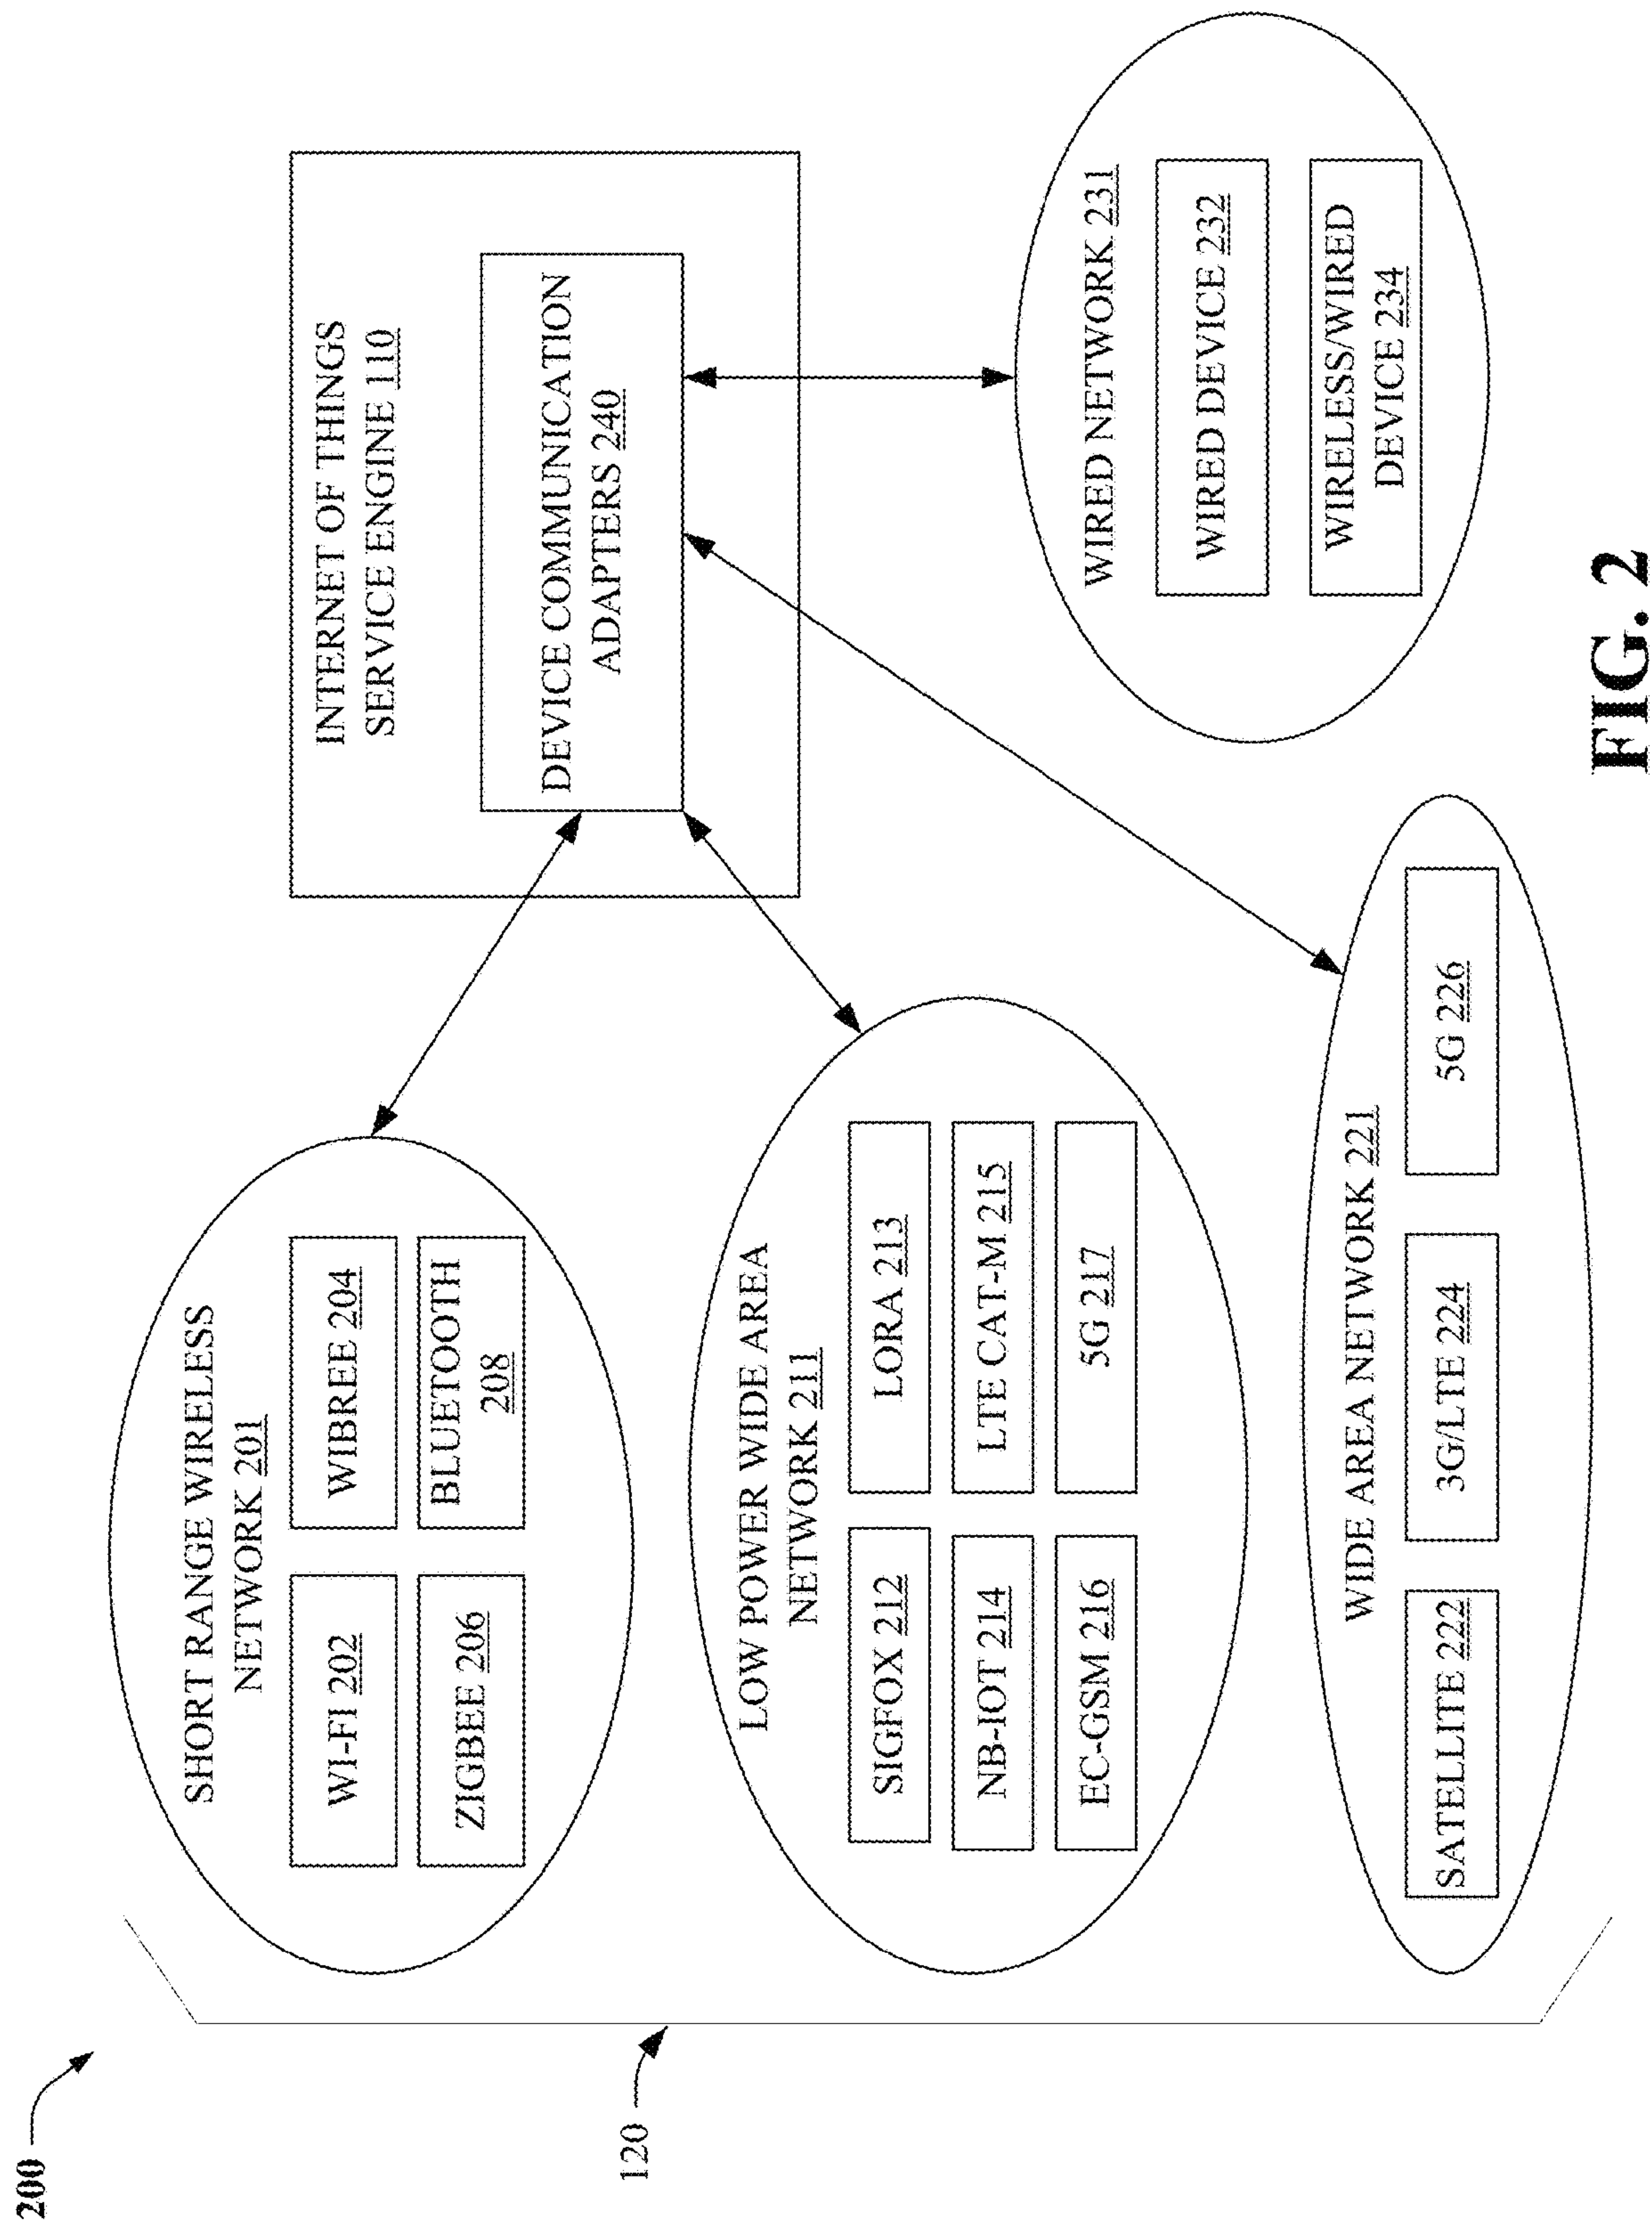 200
120
SHORT RANGE WIRELESS
NETWORK 201
WI-FI 202
WIBREE 204
ZIGBEE 206
BLUETOOTH
208
LOW POWER WIDE AREA
NETWORK 211
SIGFOX 212
LORA 213
NB-IOT 214
LTE CAT-M 215
EC-GSM 216
5G 217
WIDE AREA NETWORK 221
SATELLITE 222
3G/LTE 224
5G 226
INTERNET OF THINGS
SERVICE ENGINE 110
DEVICE COMMUNICATION
ADAPTERS 240
WIRED NETWORK 231
WIRED DEVICE 232
WIRELESS/WIRED
DEVICE 234
FIG. 2